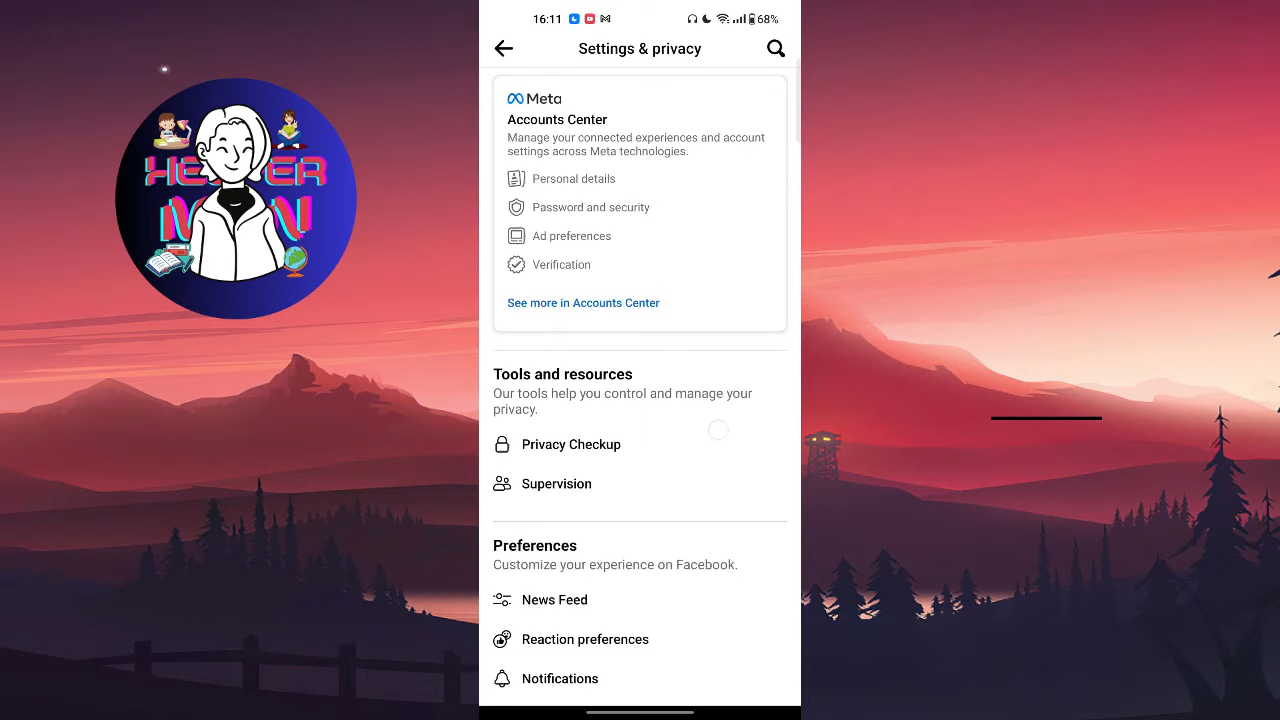 HELPER
MAN
16:11
68%
Settings & privacy
Meta
Accounts Center
Manage your connected experiences and account
settings across Meta technologies.
Personal details
Password and security
Ad preferences
Verification
See more in Accounts Center
Tools and resources
Our tools help you control and manage your
privacy.
Privacy Checkup
Supervision
Preferences
Customize your experience on Facebook.
News Feed
Reaction preferences
Notifications